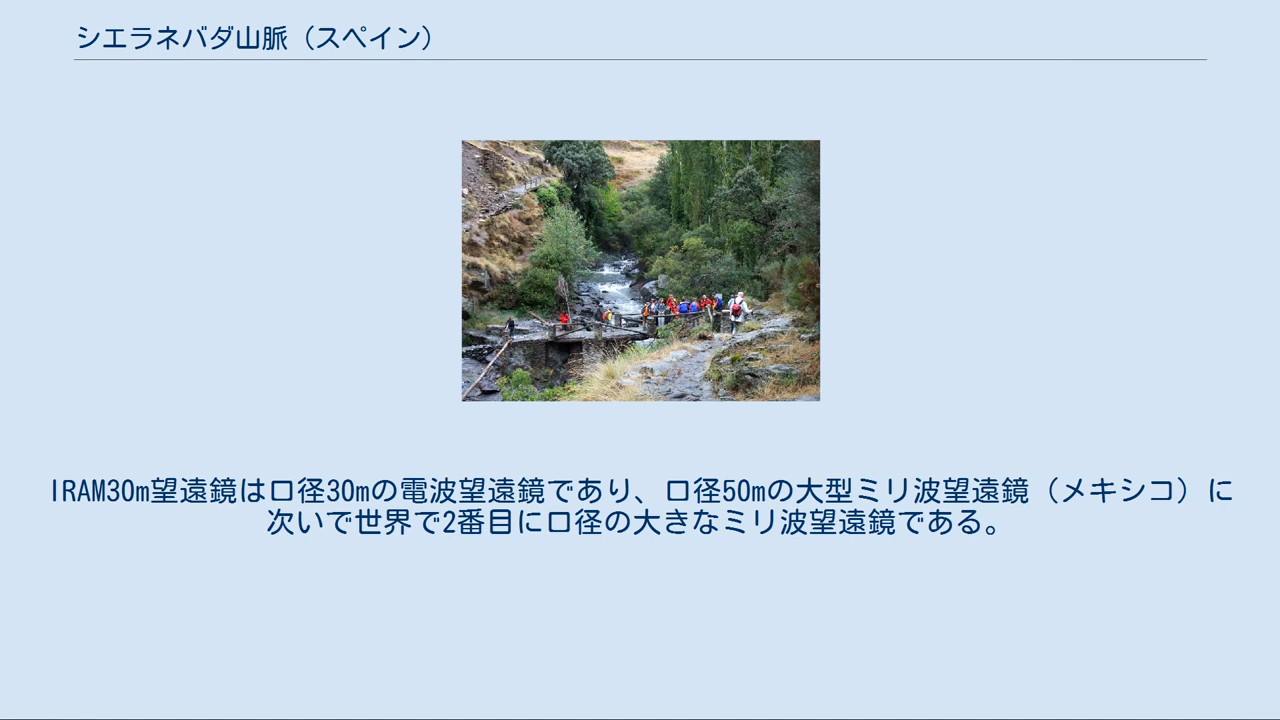 シエラネバダ山脈（スペイン）
IRAM30m望遠鏡は口径30mの電波望遠鏡であり、口径50mの大型ミリ波望遠鏡（メキシコ）に
次いで世界で2番目に口径の大きなミリ波望遠鏡である。